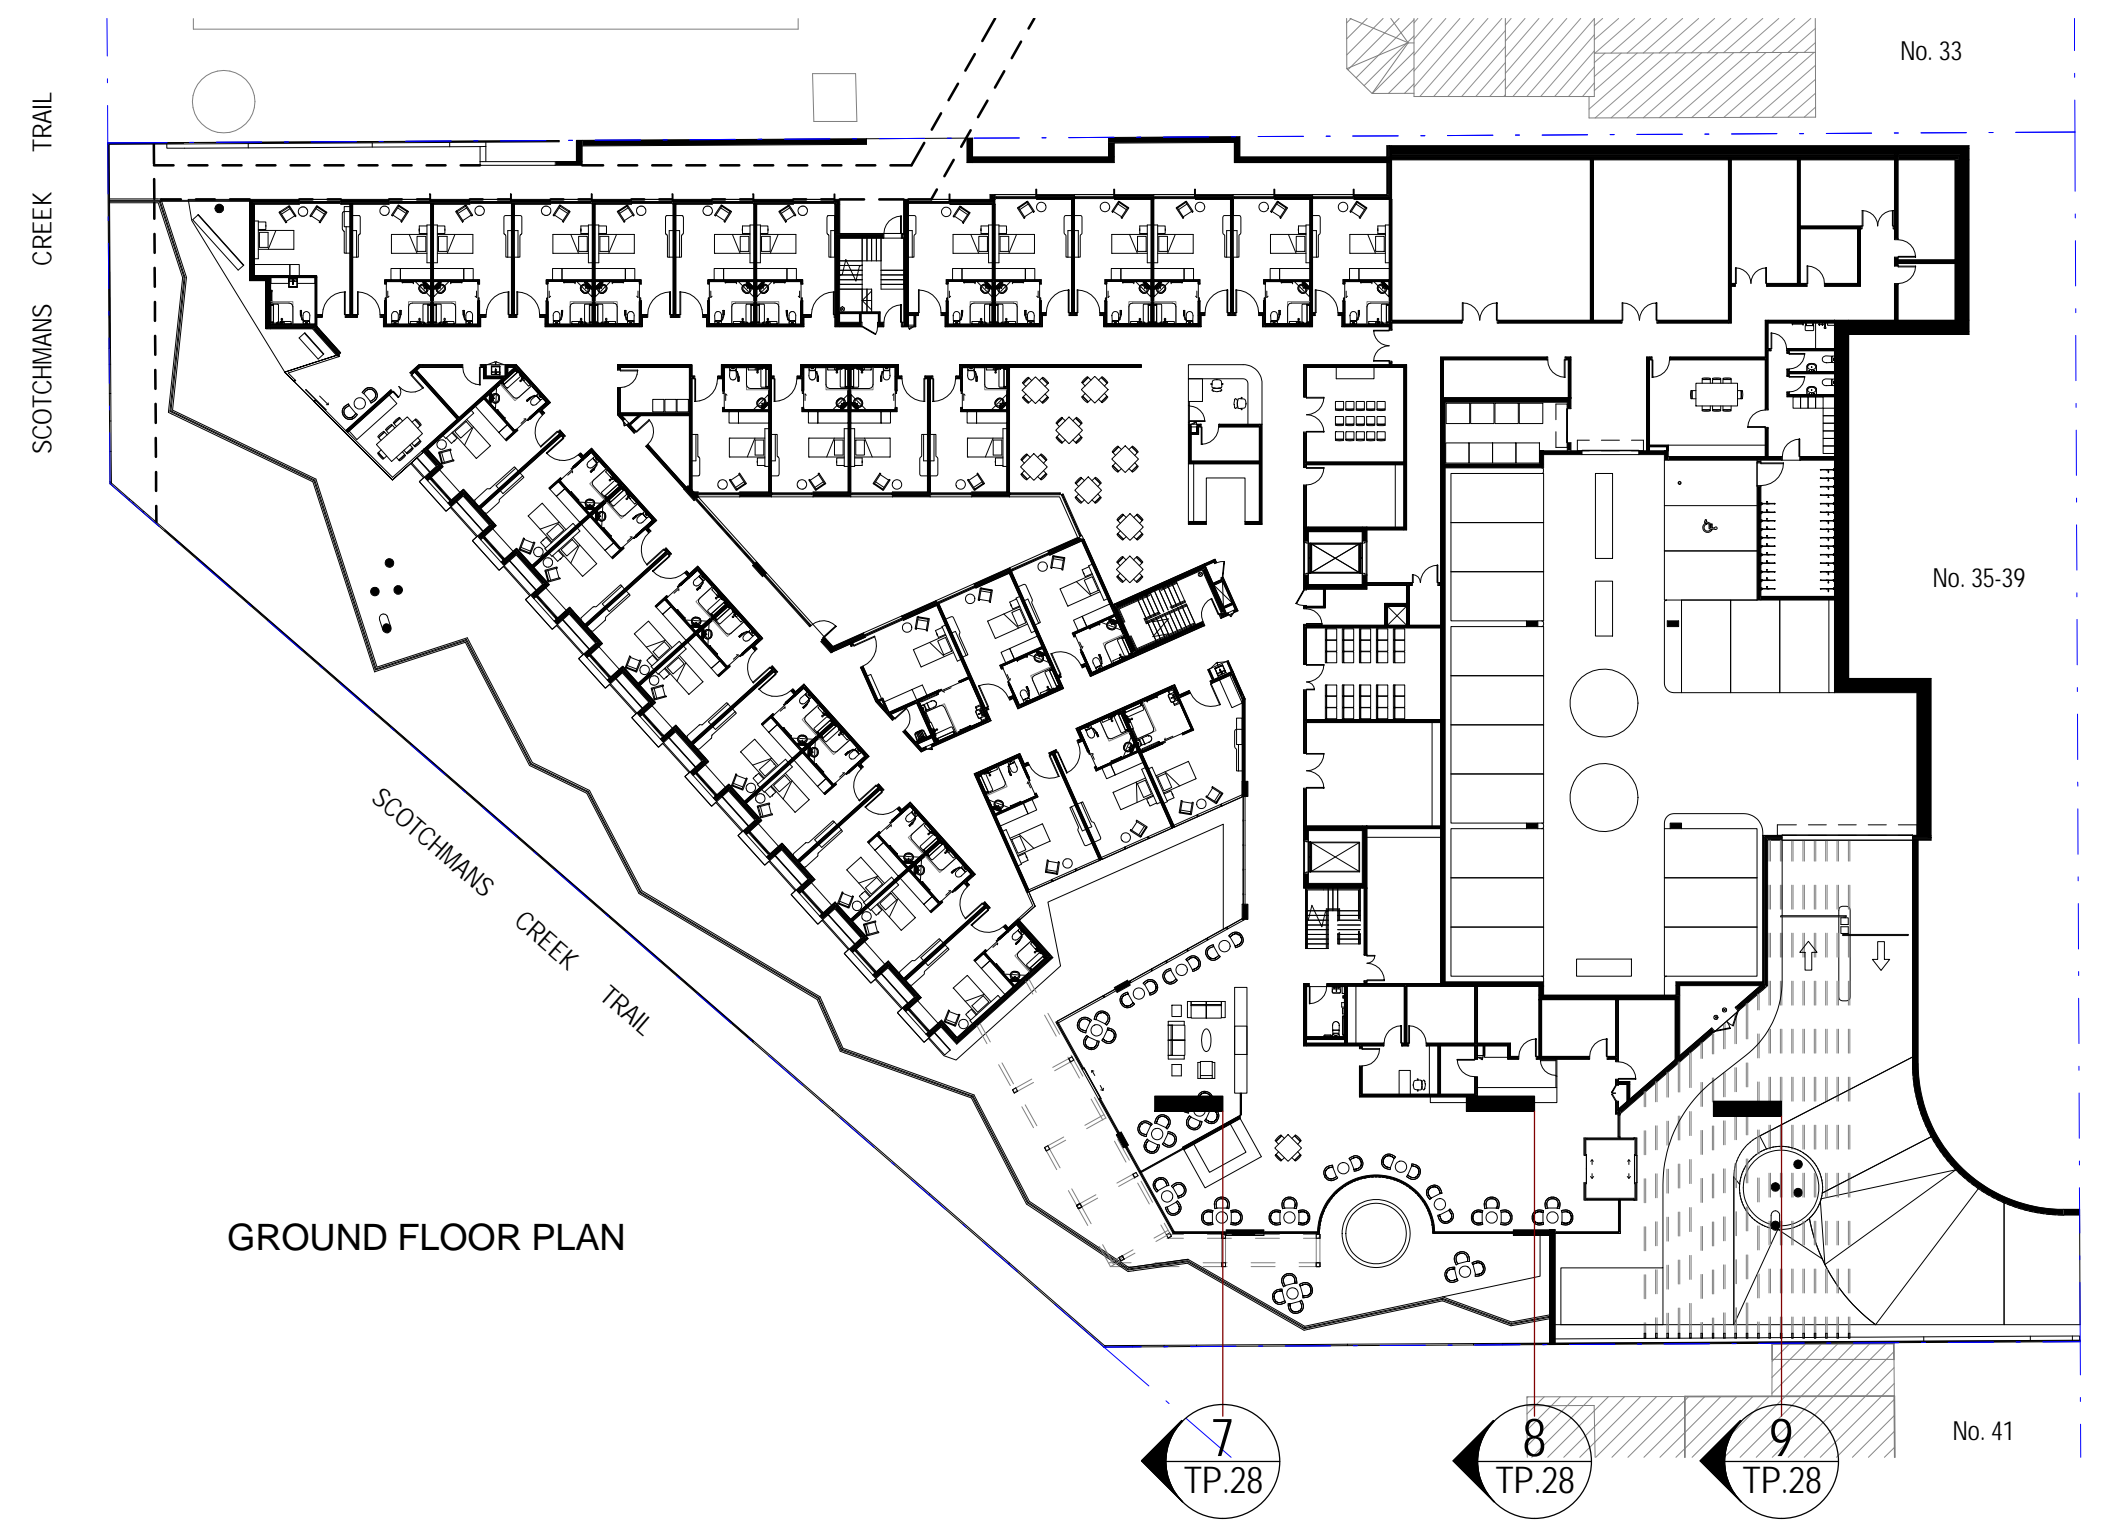 No. 33
SCOTCHMANS CREEK TRAIL
No. 35-39
SCOTCHMANS CREEK TRAIL
GROUND FLOOR PLAN
No. 41
7
TP.28
8
TP.28
9
TP.28